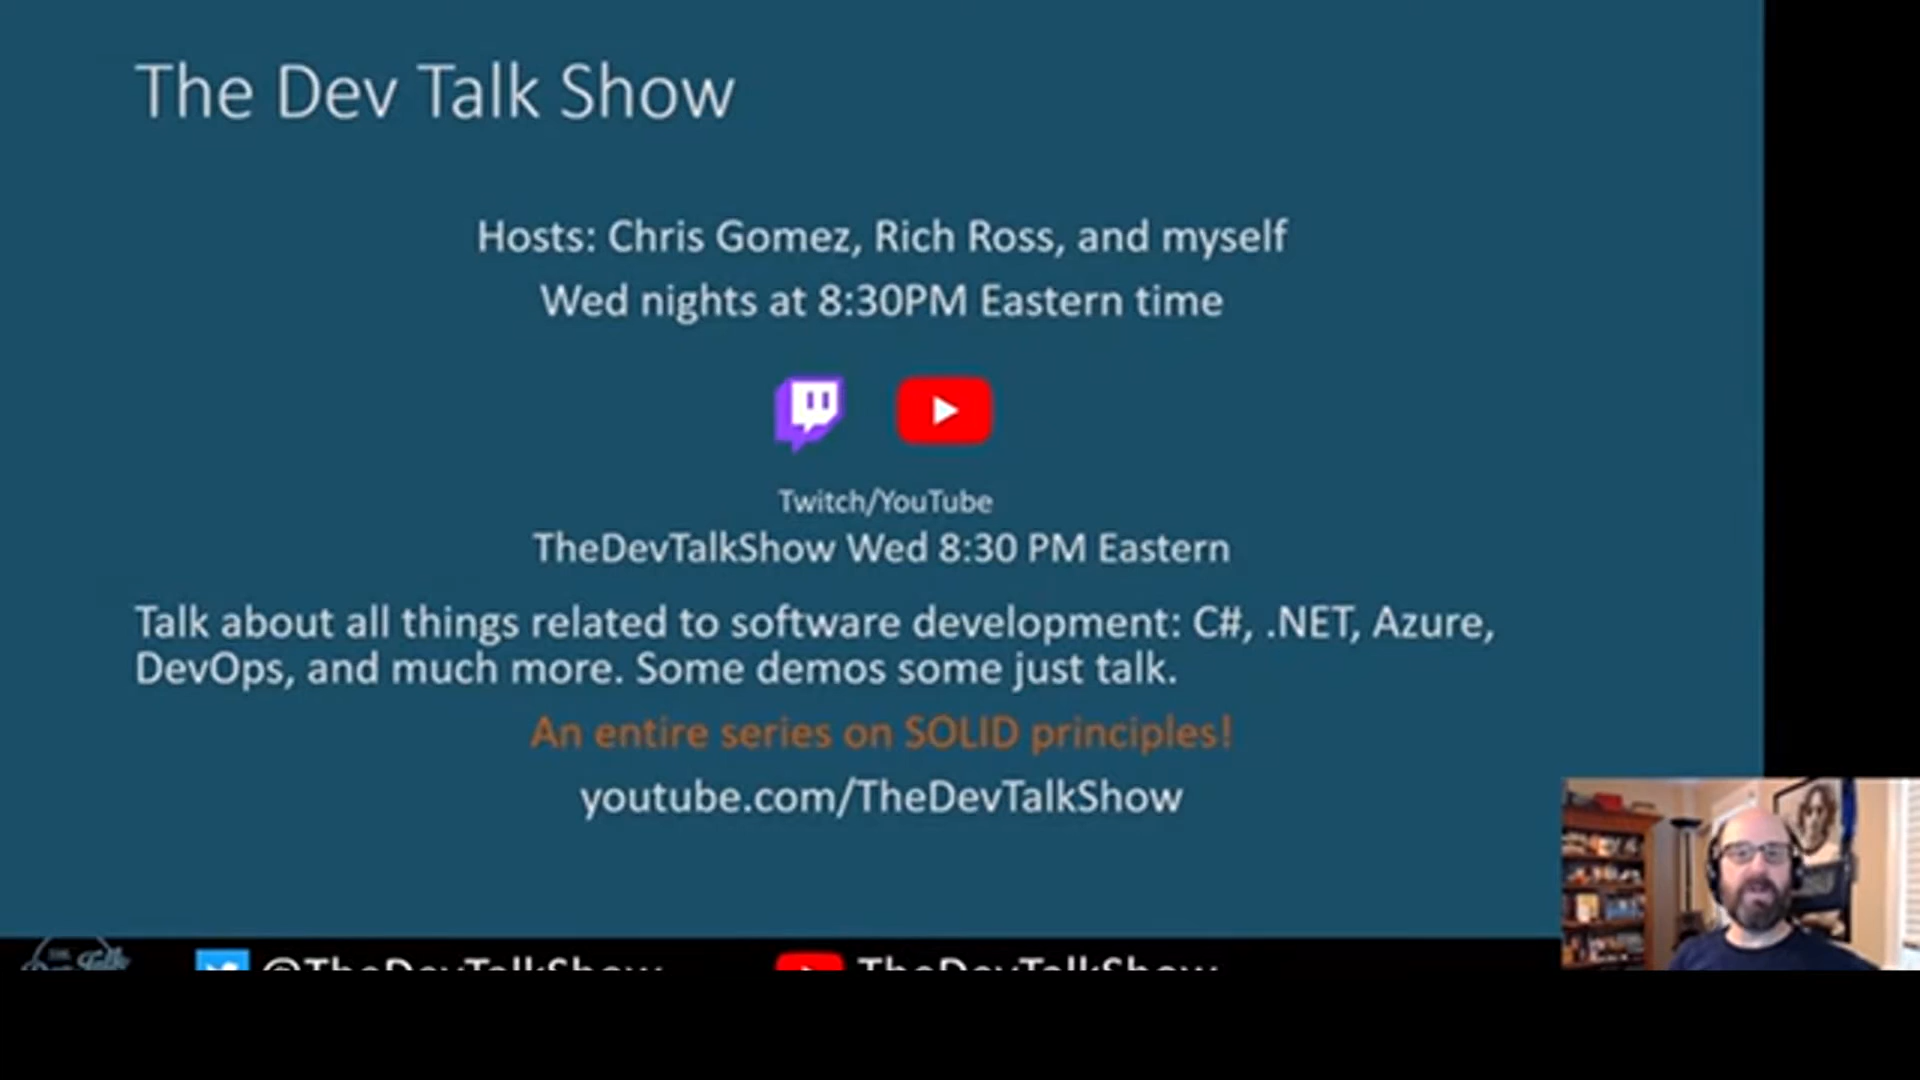 The Dev Talk Show
Hosts: Chris Gomez, Rich Ross, and myself
Wed nights at 8:30PM Eastern time
Twitch/YouTube
TheDevTalkShow Wed 8:30 PM Eastern
Talk about all things related to software development: C#, .NET, Azure,
DevOps, and much more. Some demos some just talk.
An entire series on SOLID principles!
youtube.com/TheDevTalkShow
@TheDevTalkShow TheDevTalkShow